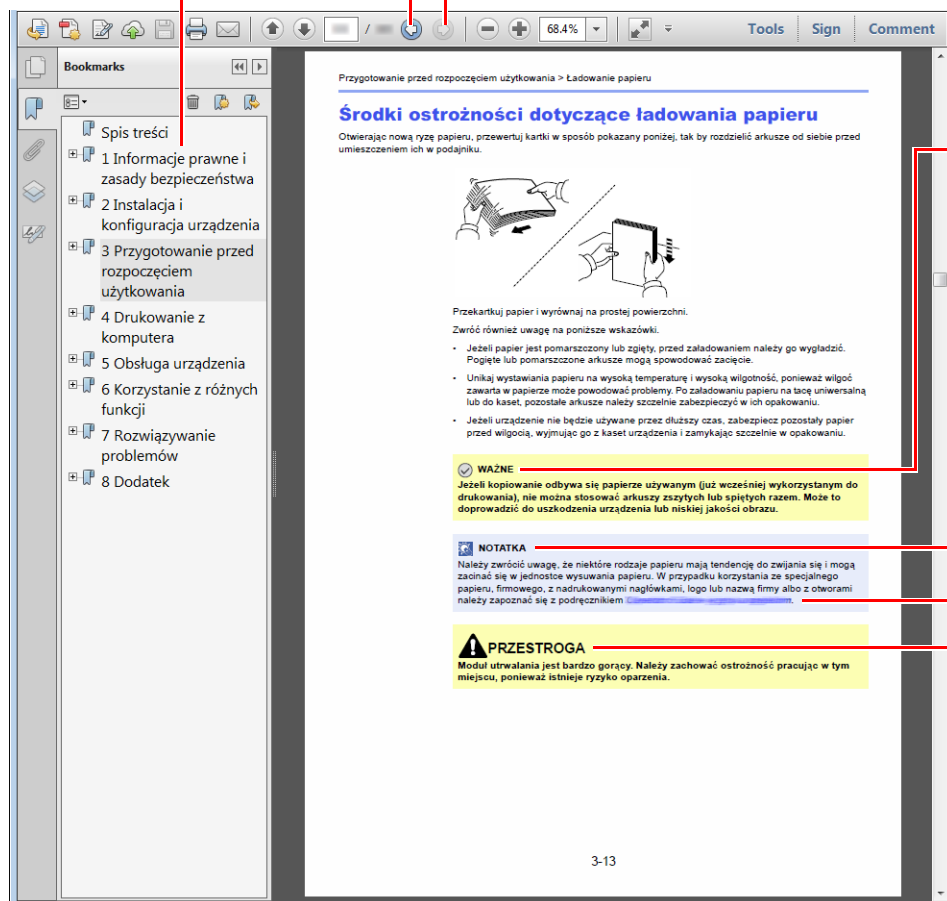 /
68.4%
Tools
Sign
Comment
Bookmarks
Spis treści
1 Informacje prawne i
zasady bezpieczeństwa
2 Instalacja i
konfiguracja urządzenia
3 Przygotowanie przed
rozpoczęciem
użytkowania
4 Drukowanie z
komputera
5 Obsługa urządzenia
6 Korzystanie z różnych
funkcji
7 Rozwiązywanie
problemów
8 Dodatek
Przygotowanie przed rozpoczęciem użytkowania > Ładowanie papieru
Środki ostrożności dotyczące ładowania papieru
Otwierając nową ryzę papieru, przewertuj kartki w sposób pokazany poniżej, tak by rozdzielić arkusze od siebie przed
umieszczeniem ich w podajniku.
Przekartkuj papier i wyrównaj na prostej powierzchni.
Zwróć również uwagę na poniższe wskazówki.
• Jeżeli papier jest pomarszczony lub zgięty, przed załadowaniem należy go wygładzić.
Pogięte lub pomarszczone arkusze mogą spowodować zacięcie.
• Unikaj wystawiania papieru na wysoką temperaturę i wysoką wilgotność, ponieważ wilgoć
zawarta w papierze może powodować problemy. Po załadowaniu papieru na tacę uniwersalną
lub do kaset, pozostałe arkusze należy szczelnie zabezpieczyć w ich opakowaniu.
• Jeżeli urządzenie nie będzie używane przez dłuższy czas, zabezpiecz pozostały papier
przed wilgocią, wyjmując go z kaset urządzenia i zamykając szczelnie w opakowaniu.
WAŻNE
Jeżeli kopiowanie odbywa się papierze używanym (już wcześniej wykorzystanym do
drukowania), nie można stosować arkuszy zszytych lub spiętych razem. Może to
doprowadzić do uszkodzenia urządzenia lub niskiej jakości obrazu.
NOTATKA
Należy zwrócić uwagę, że niektóre rodzaje papieru mają tendencję do zwijania się i mogą
zacinać się w jednostce wysuwania papieru. W przypadku korzystania ze specjalnego
papieru, firmowego, z nadrukowanymi nagłówkami, logo lub nazwą firmy albo z otworami
należy zapoznać się z podręcznikiem
PRZESTROGA
Moduł utrwalania jest bardzo gorący. Należy zachować ostrożność pracując w tym
miejscu, ponieważ istnieje ryzyko oparzenia.
3-13